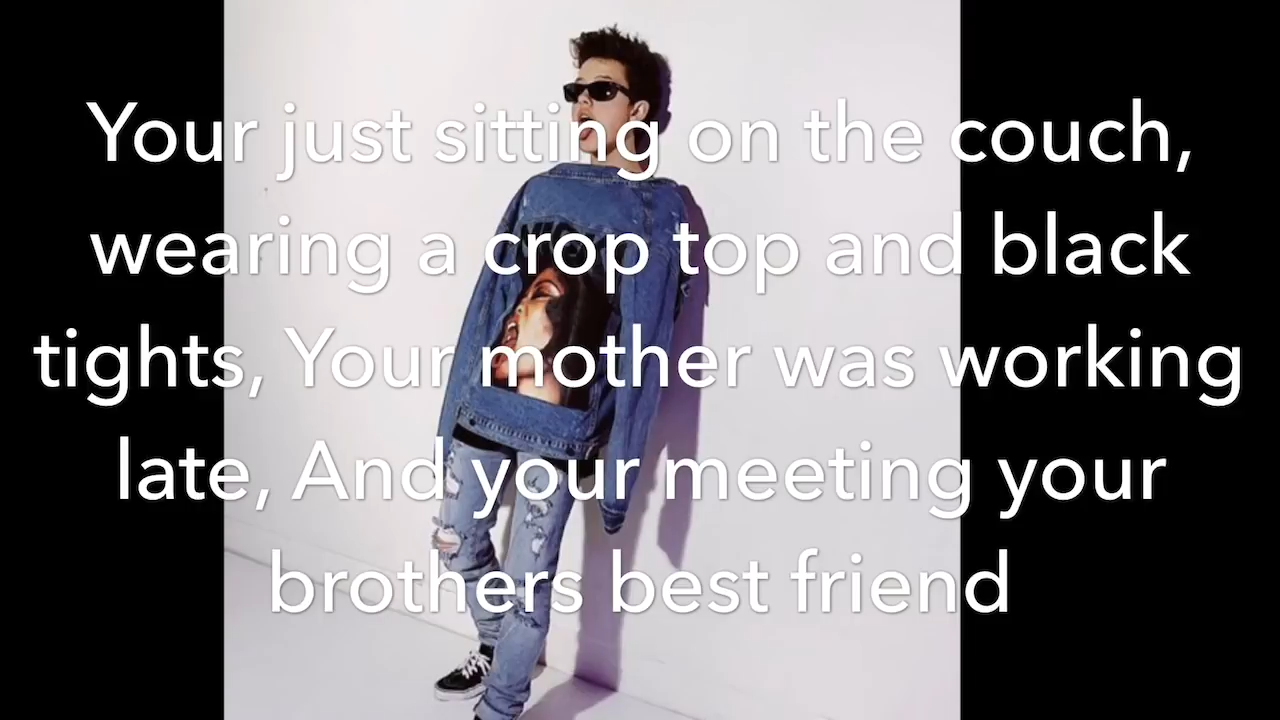 Your just sitting on the couch,
wearing a crop top and black
tights, Your mother was working
late, And your meeting your
brothers best friend